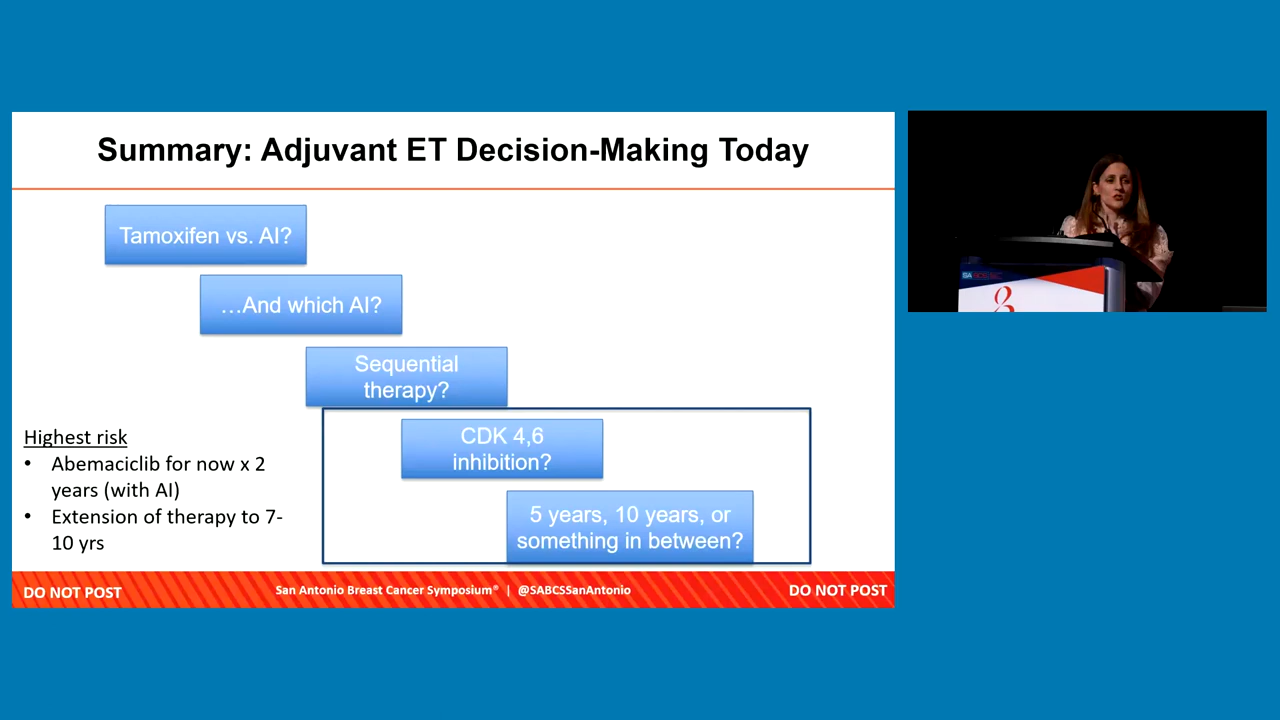 Summary: Adjuvant ET Decision-Making Today
Tamoxifen vs. AI?
…And which AI?
Sequential
therapy?
CDK 4,6
inhibition?
5 years, 10 years, or
something in between?
Highest risk
• Abemaciclib for now x 2
years (with AI)
• Extension of therapy to 7-
10 yrs
DO NOT POST
San Antonio Breast Cancer Symposium® | @SABCSSanAntonio
DO NOT POST